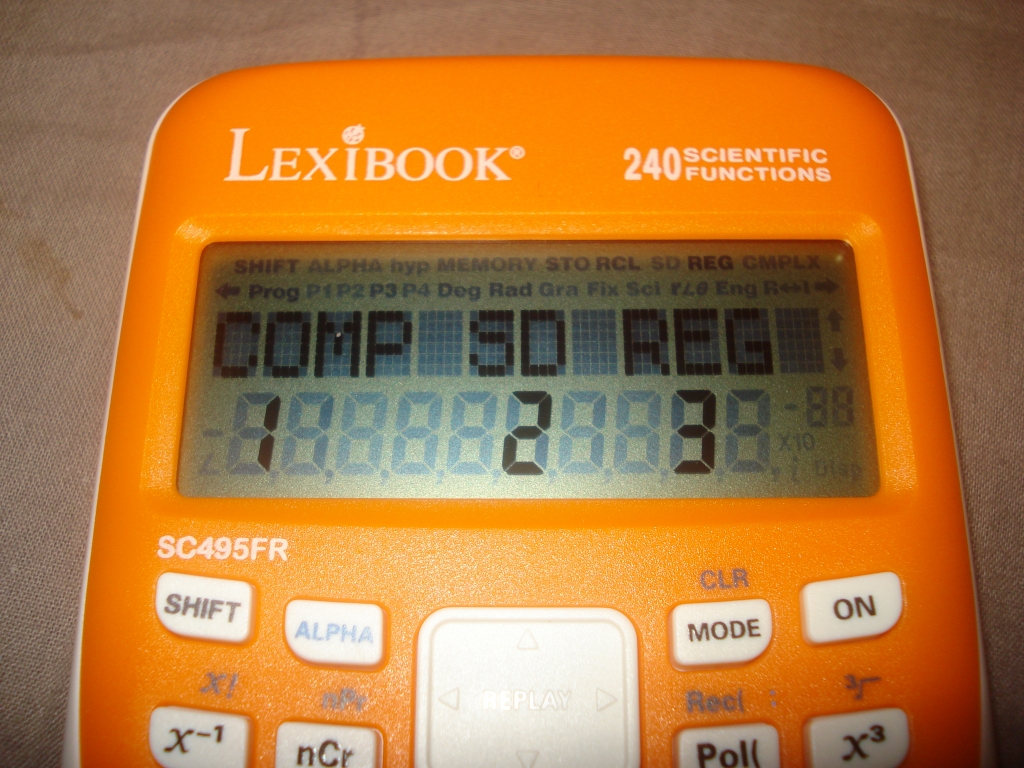 LEXIBOOK®
240 SCIENTIFIC FUNCTIONS
SHIFT ALPHA hyp MEMORY STO RCL SD REG CMPLX
Prog P1 P2 P3 P4 Deg Rad Gra Fix Sci r∠θ Eng R↔I
COMP SD REG
1 2 3
x10
Disp
SC495FR
CLR
SHIFT ALPHA MODE ON
REPLAY
x! nPr Rec( : ³√
x⁻¹ nCr Pol( x³